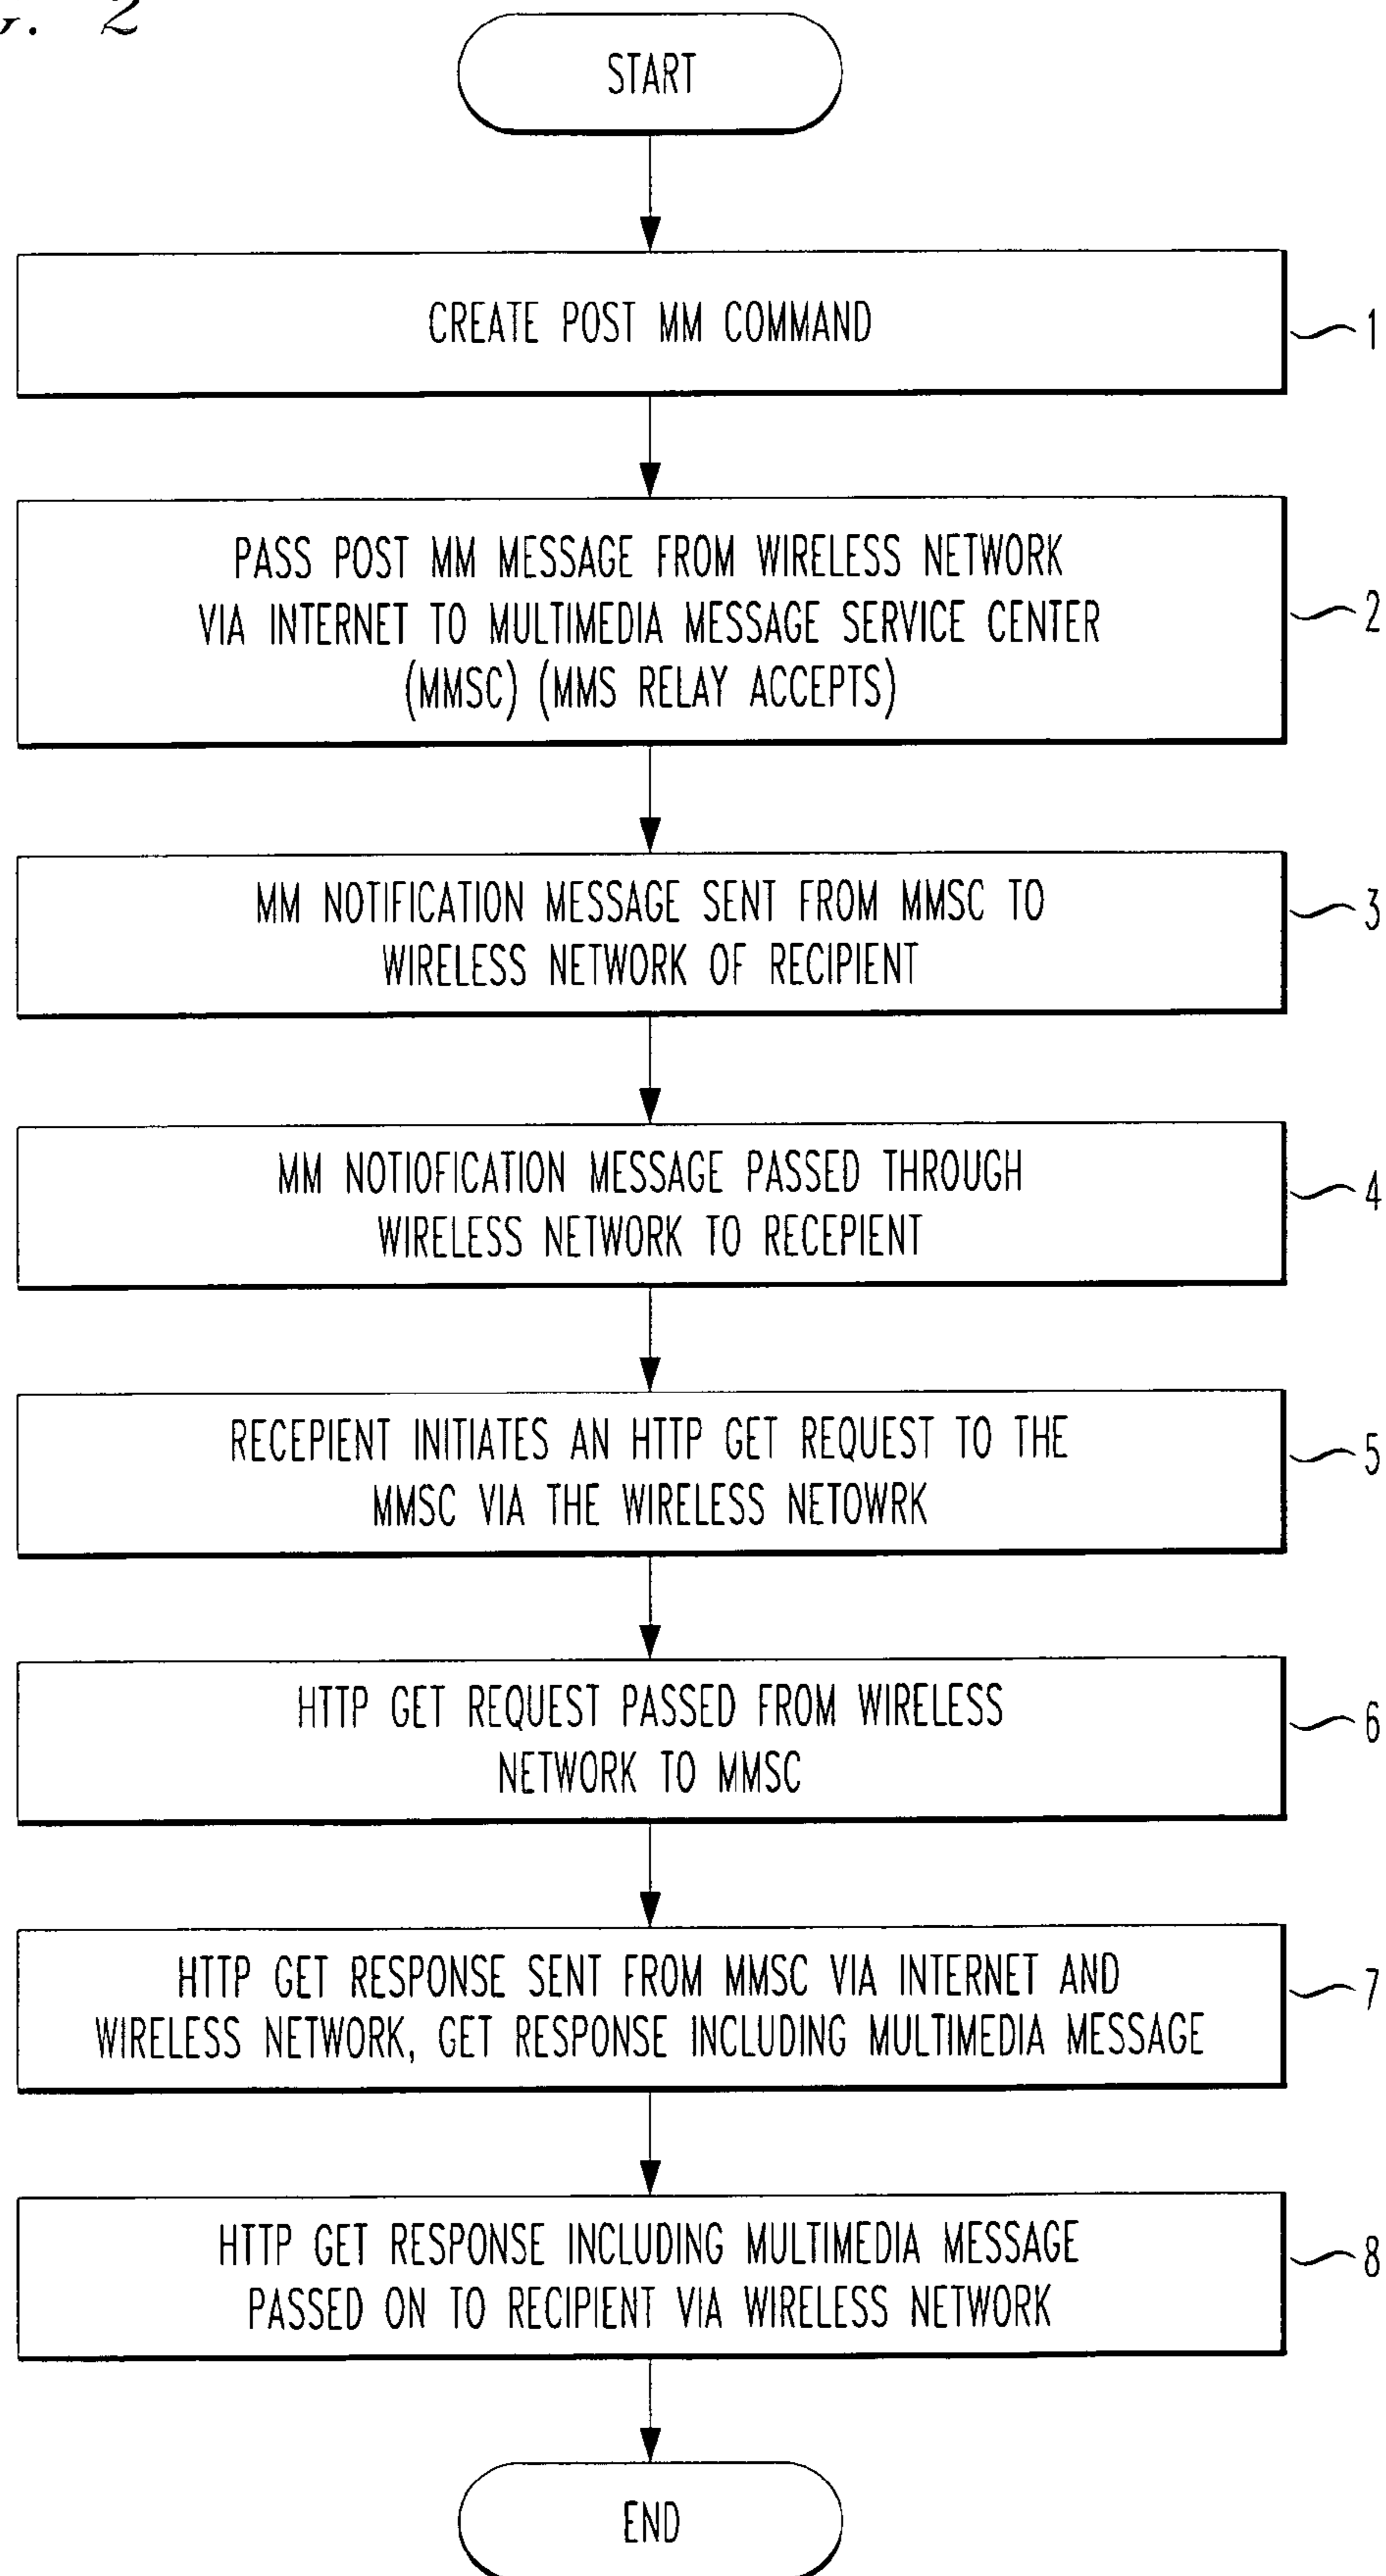 2
START
CREATE POST MM COMMAND
1
PASS POST MM MESSAGE FROM WIRELESS NETWORK
VIA INTERNET TO MULTIMEDIA MESSAGE SERVICE CENTER
(MMSC) (MMS RELAY ACCEPTS)
2
MM NOTIFICATION MESSAGE SENT FROM MMSC TO
WIRELESS NETWORK OF RECIPIENT
3
MM NOTIOFICATION MESSAGE PASSED THROUGH
WIRELESS NETWORK TO RECEPIENT
4
RECEPIENT INITIATES AN HTTP GET REQUEST TO THE
MMSC VIA THE WIRELESS NETOWRK
5
HTTP GET REQUEST PASSED FROM WIRELESS
NETWORK TO MMSC
6
HTTP GET RESPONSE SENT FROM MMSC VIA INTERNET AND
WIRELESS NETWORK, GET RESPONSE INCLUDING MULTIMEDIA MESSAGE
7
HTTP GET RESPONSE INCLUDING MULTIMEDIA MESSAGE
PASSED ON TO RECIPIENT VIA WIRELESS NETWORK
8
END